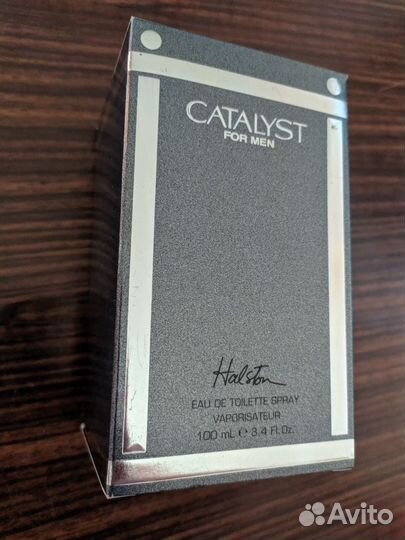 CATALYST
FOR MEN
Halston
EAU DE TOILETTE SPRAY
VAPORISATEUR
100 mL ℮ 3.4 Fl.Oz.
Avito